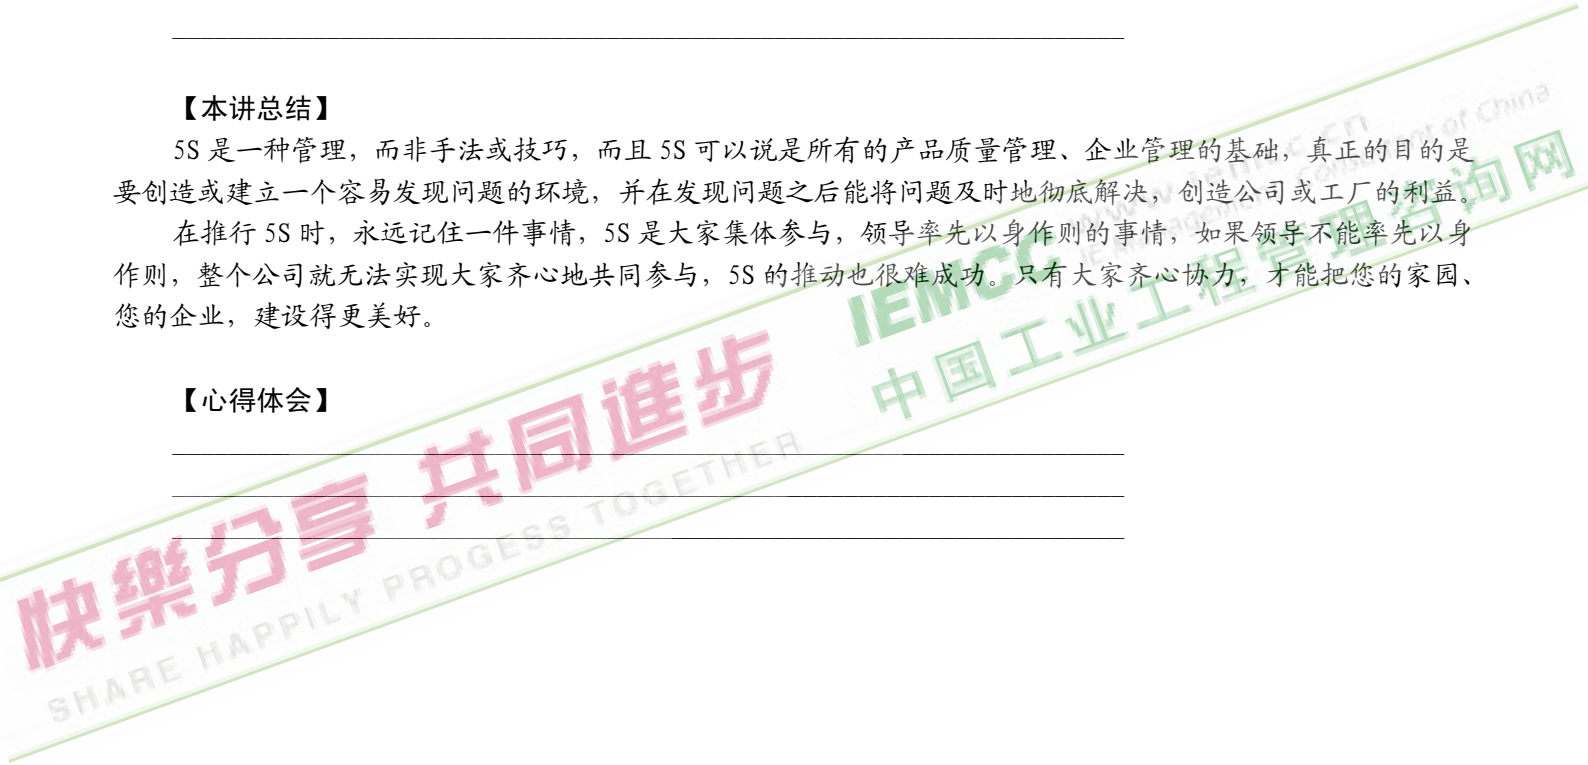 【本讲总结】
5S 是一种管理，而非手法或技巧，而且 5S 可以说是所有的产品质量管理、企业管理的基础，真正的目的是
要创造或建立一个容易发现问题的环境，并在发现问题之后能将问题及时地彻底解决，创造公司或工厂的利益。
在推行 5S 时，永远记住一件事情，5S 是大家集体参与，领导率先以身作则的事情，如果领导不能率先以身
作则，整个公司就无法实现大家齐心地共同参与，5S 的推动也很难成功。只有大家齐心协力，才能把您的家园、
您的企业，建设得更美好。
【心得体会】
快樂分享 共同進步
SHARE HAPPILY PROGESS TOGETHER
IEMCC
中国工业工程管理咨询网